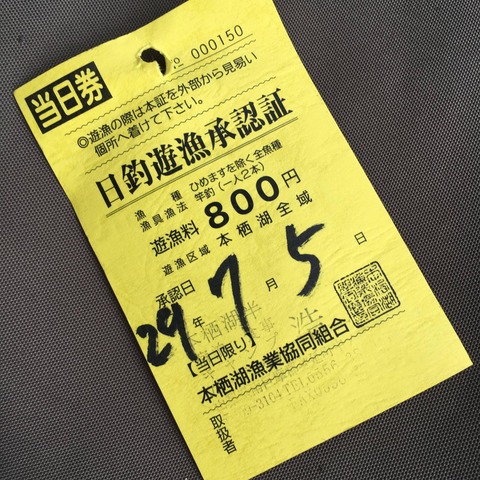 № 000150
当日券
◎遊漁の際は本証を外部から見易い
個所へ着けて下さい。
日釣遊漁承認証
漁種 ひめますを除く全魚種
漁具漁法 竿釣(一人2本)
遊漁料 800円
遊漁区域 本栖湖全域
承認日 29年 7月 5日
【当日限り】
本栖湖漁業協同組合
取扱者